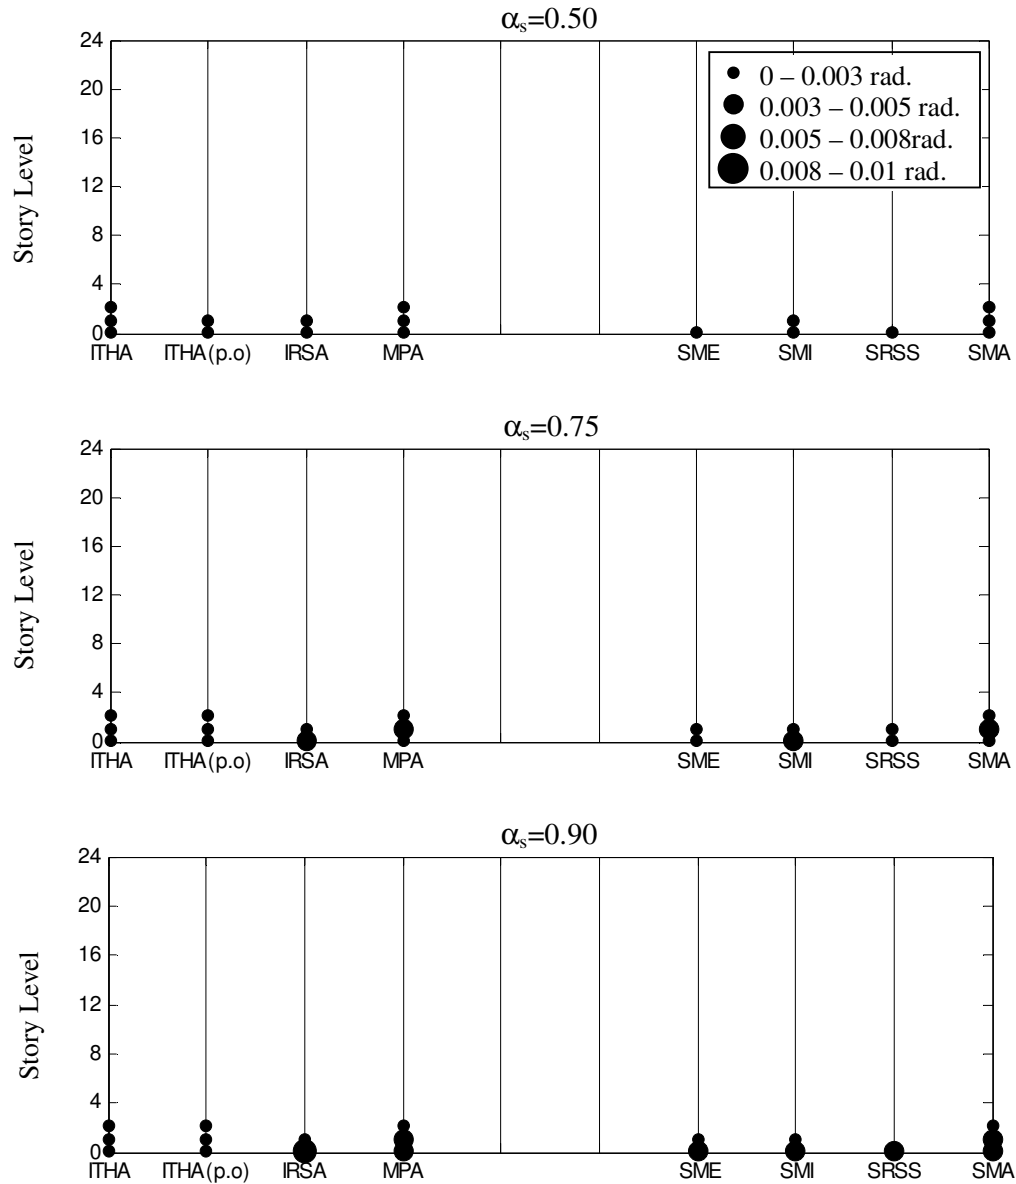 αs=0.50
24
20
16
12
8
4
0
Story Level
0 – 0.003 rad.
0.003 – 0.005 rad.
0.005 – 0.008rad.
0.008 – 0.01 rad.
ITHA ITHA(p.o) IRSA MPA SME SMI SRSS SMA
αs=0.75
24
20
16
12
8
4
0
Story Level
ITHA ITHA(p.o) IRSA MPA SME SMI SRSS SMA
αs=0.90
24
20
16
12
8
4
0
Story Level
ITHA ITHA(p.o) IRSA MPA SME SMI SRSS SMA